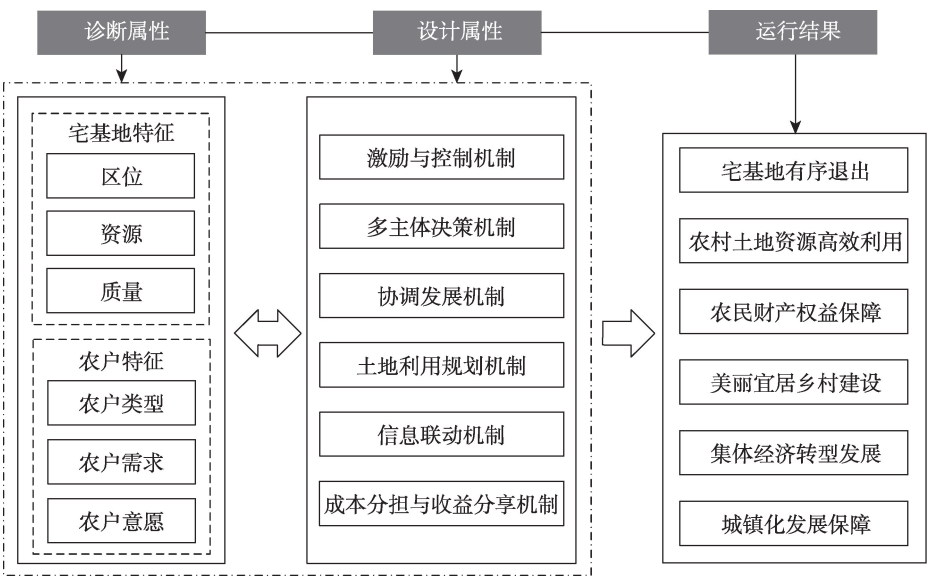 诊断属性
设计属性
运行结果
宅基地特征
区位
资源
质量
农户特征
农户类型
农户需求
农户意愿
激励与控制机制
多主体决策机制
协调发展机制
土地利用规划机制
信息联动机制
成本分担与收益分享机制
宅基地有序退出
农村土地资源高效利用
农民财产权益保障
美丽宜居乡村建设
集体经济转型发展
城镇化发展保障